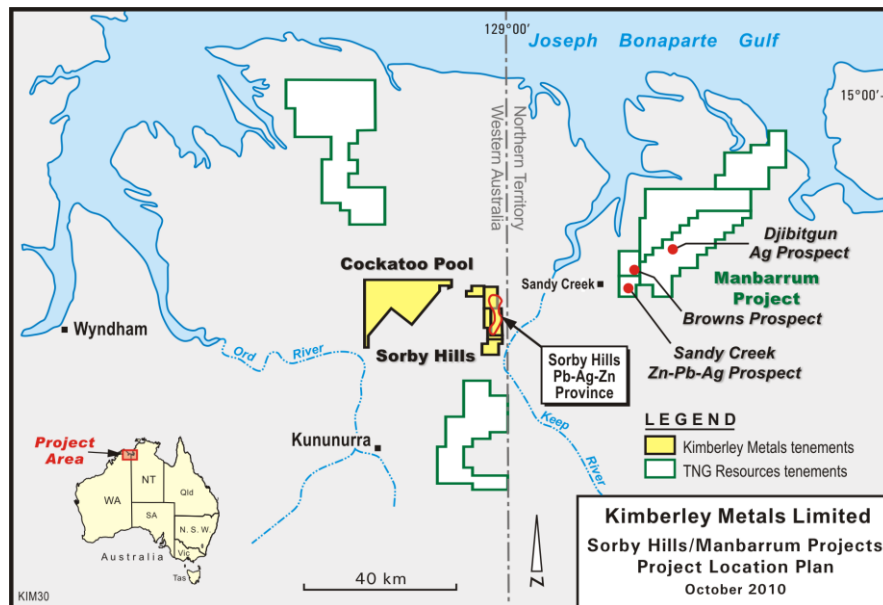 129°00'
Joseph Bonaparte Gulf
15°00'
Northern Territory
Western Australia
Djibitgun
Ag Prospect
Cockatoo Pool
Sandy Creek
Manbarrum
Project
Browns Prospect
Wyndham
Ord River
Sorby Hills
Sorby Hills
Pb-Ag-Zn
Province
Sandy Creek
Zn-Pb-Ag Prospect
Kununurra
Keep River
LEGEND
Kimberley Metals tenements
TNG Resources tenements
Project
Area
NT
WA
Qld
SA
N.S.W.
Vic
Australia
Tas
40 km
N
Kimberley Metals Limited
Sorby Hills/Manbarrum Projects
Project Location Plan
October 2010
KIM30